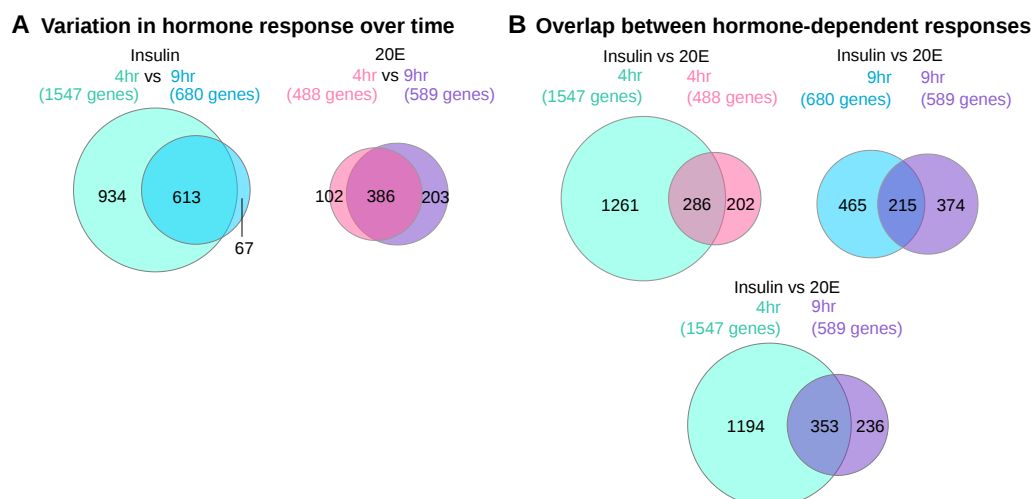 A Variation in hormone response over time
Insulin
4hr vs 9hr
(1547 genes) (680 genes)
934
613
67
20E
4hr vs 9hr
(488 genes) (589 genes)
102
386
203
B Overlap between hormone-dependent responses
Insulin vs 20E
4hr 4hr
(1547 genes) (488 genes)
1261
286
202
Insulin vs 20E
9hr 9hr
(680 genes) (589 genes)
465
215
374
Insulin vs 20E
4hr 9hr
(1547 genes) (589 genes)
1194
353
236